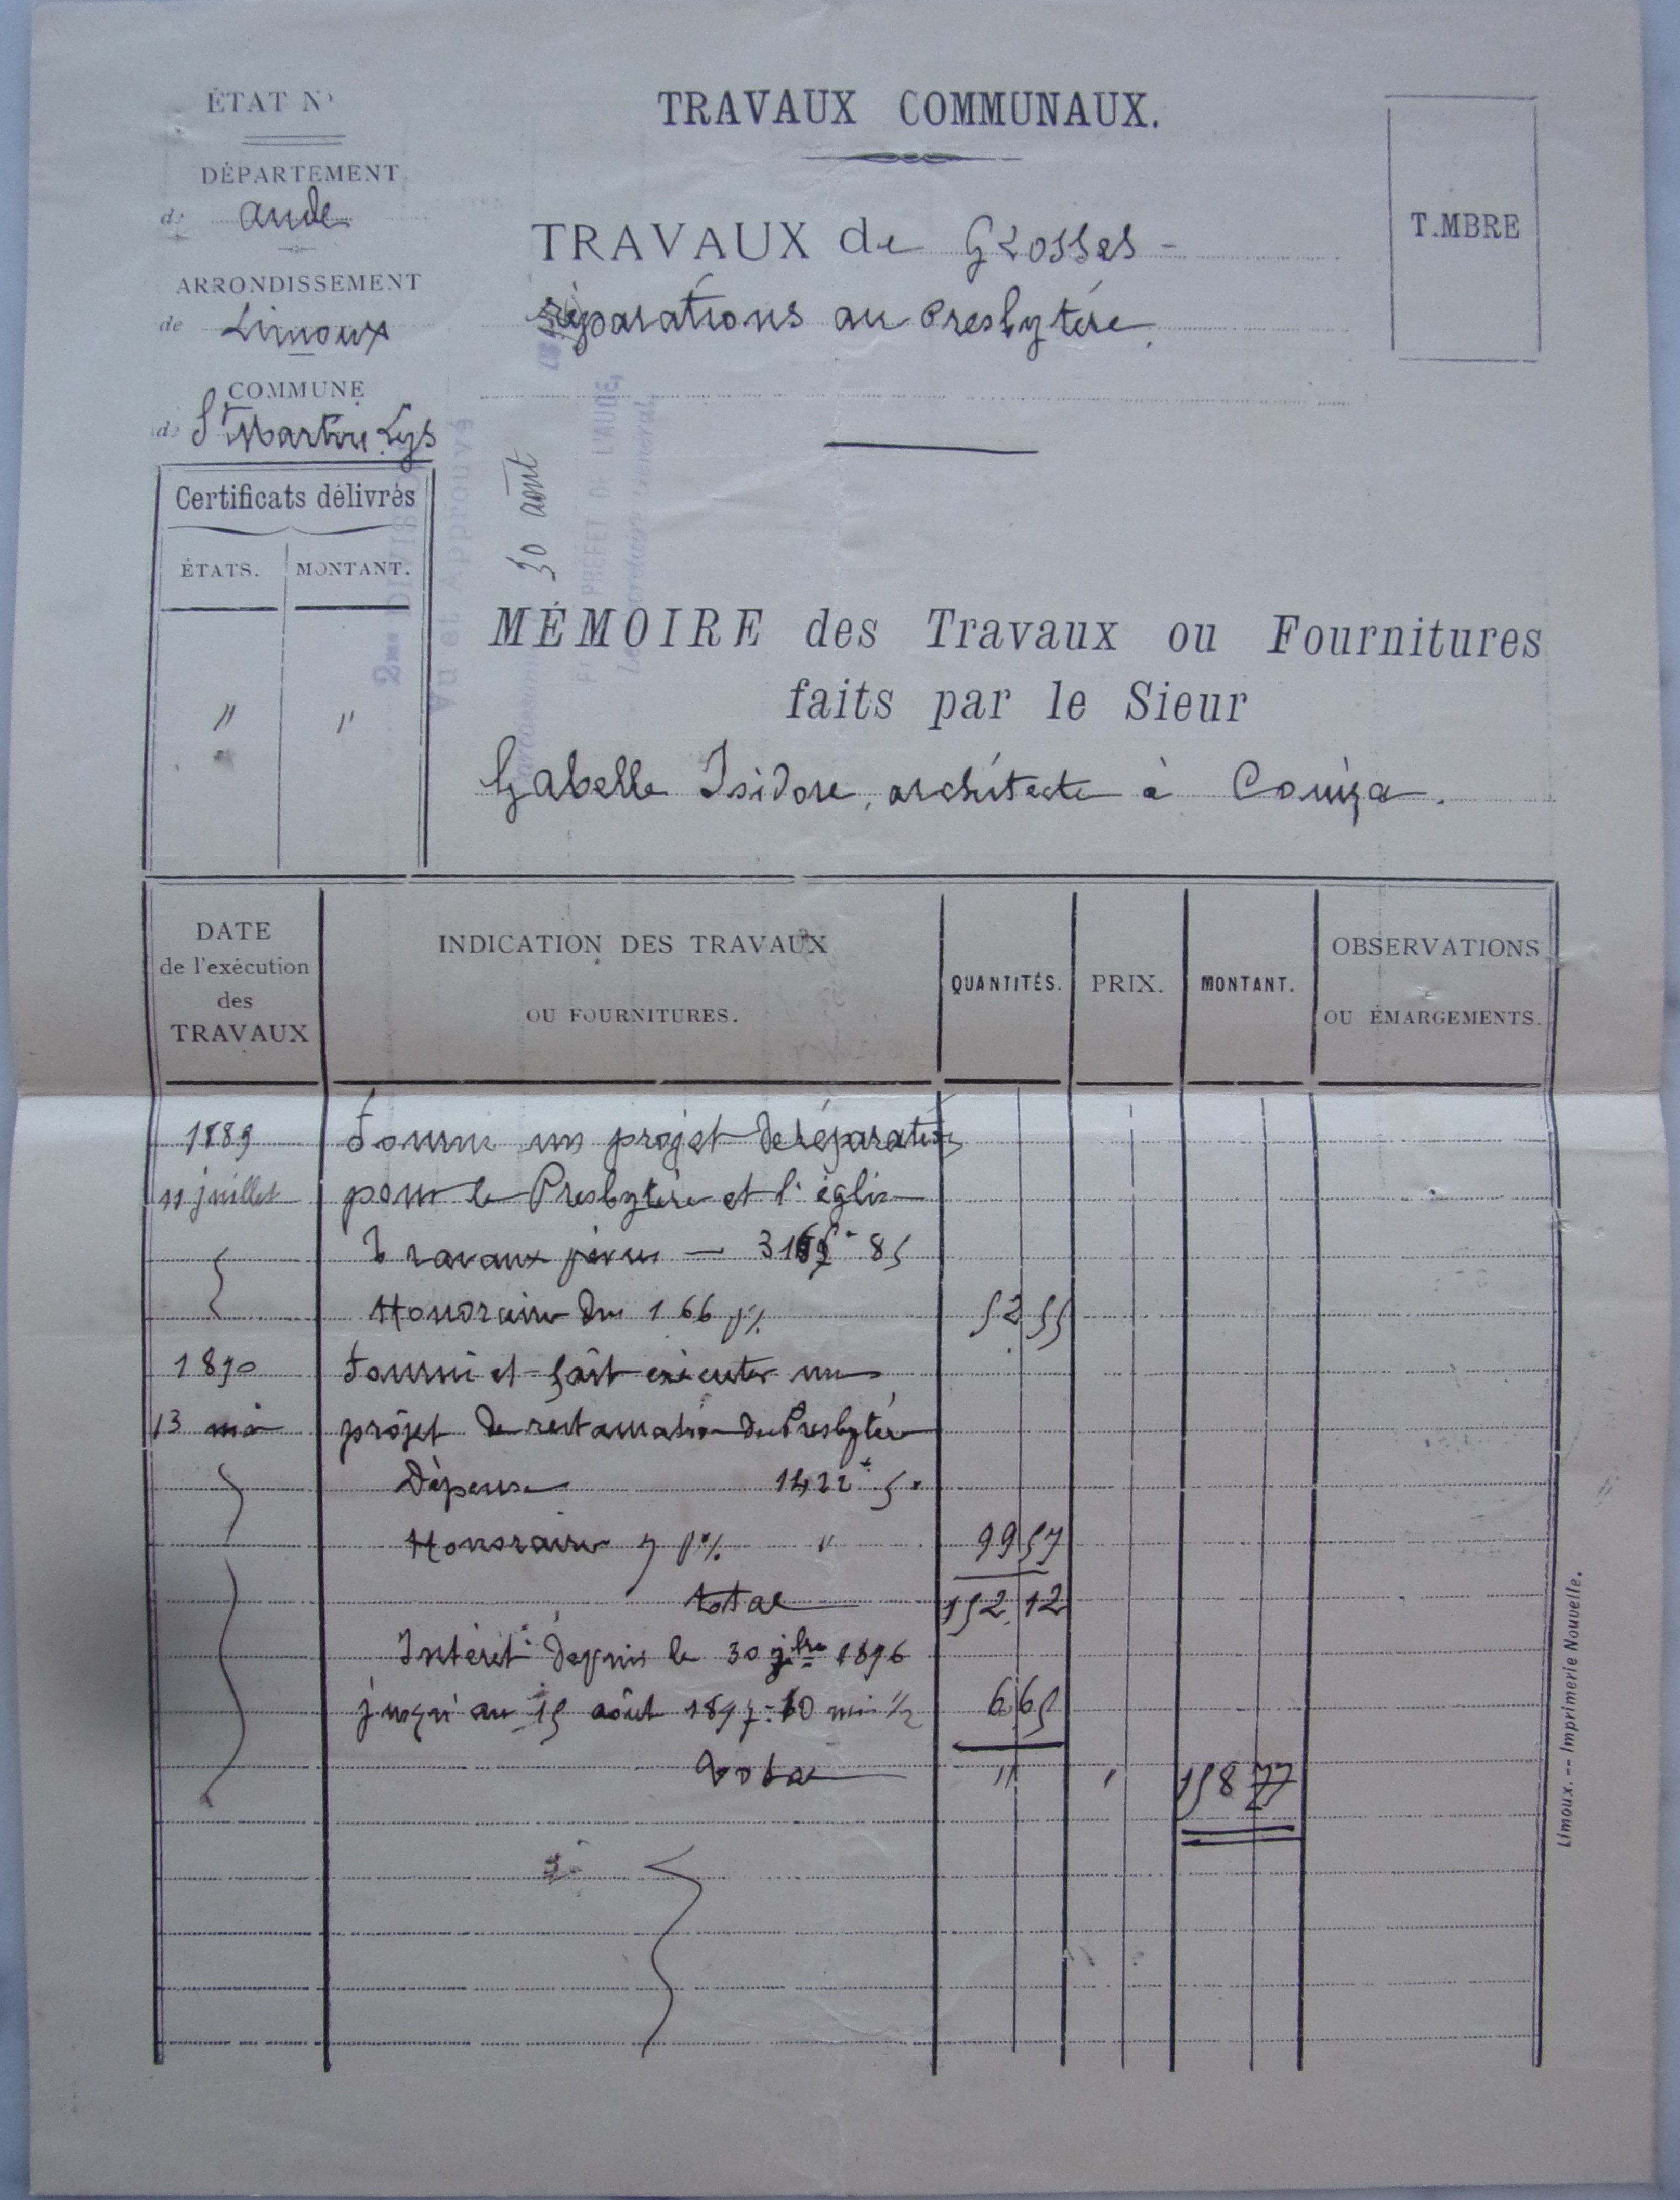 ÉTAT N°
DÉPARTEMENT
de aude
ARRONDISSEMENT
de Limoux
COMMUNE
de St Martin Lys
Certificats délivrés
ÉTATS. MONTANT.
" "
TRAVAUX COMMUNAUX.
TIMBRE
TRAVAUX de Grosses-
réparations au Presbytère.
2me DIVISION
Vu et Approuvé
30 août
PRÉFET DE L'AUDE,
Le Secrétaire Général,
MÉMOIRE des Travaux ou Fournitures
faits par le Sieur
Gabelle Isidore, architecte à Couiza.
DATE de l'exécution des TRAVAUX
INDICATION DES TRAVAUX OU FOURNITURES.
QUANTITÉS. PRIX. MONTANT.
OBSERVATIONS OU ÉMARGEMENTS.
1889 Fourni un projet de réparation
11 juillet pour le Presbytère et l'église
Travaux prévus — 85
Honoraires dus 1 66 p% 52 55
1890 Fourni et fait exécuter un
13 mai projet de restauration du Presbytère
Dépense 1422 f 50
Honoraires 7 p% " 99 57
total 152 12
Intérêt depuis le 30 1896
jusqu'au 15 août 1897: 10 mois 1/2 6 65
Total " " 158 77
Limoux. -- Imprimerie Nouvelle.